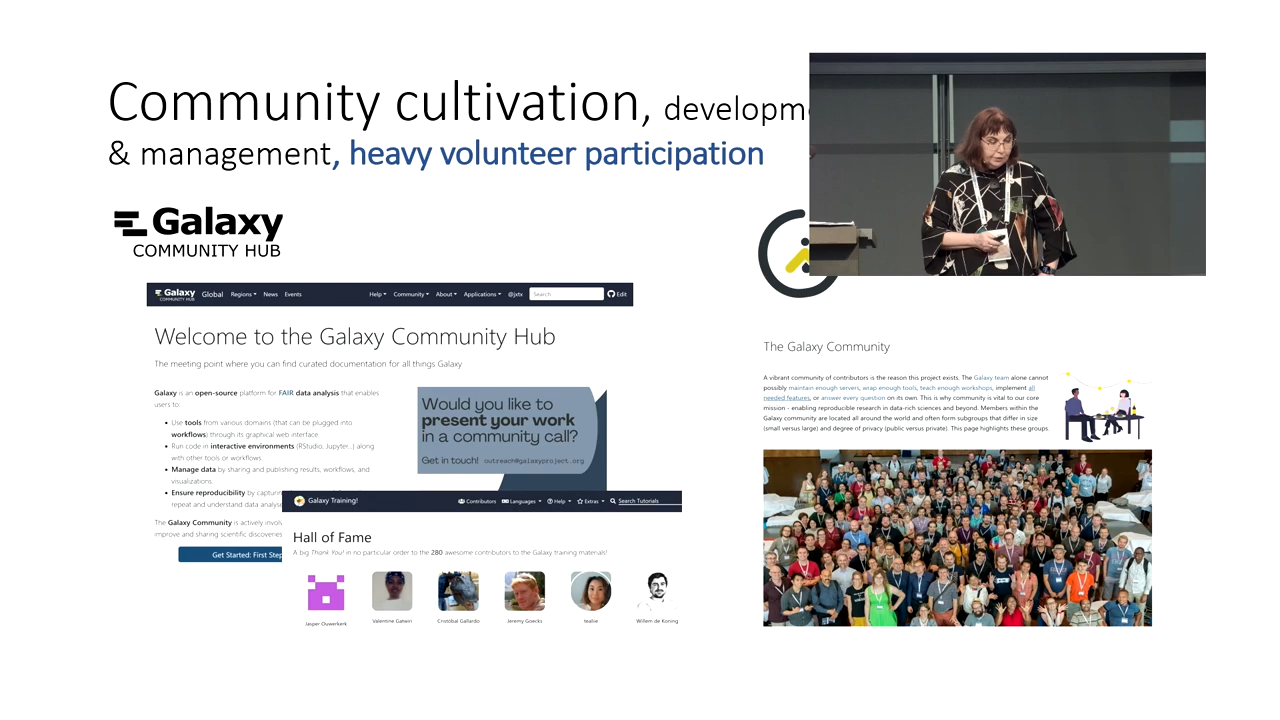 Community cultivation, developm
& management, heavy volunteer participation
Galaxy
COMMUNITY HUB
Galaxy
COMMUNITY HUB
Global Regions News Events Help Community About Applications @jxtx Search Edit
Welcome to the Galaxy Community Hub
The meeting point where you can find curated documentation for all things Galaxy
Galaxy is an open-source platform for FAIR data analysis that enables
users to:
Use tools from various domains (that can be plugged into
workflows) through its graphical web interface
Run code in interactive environments (RStudio, Jupyter...) along
with other tools or workflows.
Manage data by sharing and publishing results, workflows, and
visualizations.
Ensure reproducibility by capturin
repeat and understand data analyse
The Galaxy Community is actively involv
improve and sharing scientific discoveries
Get Started: First Step
Would you like to
present your work
in a community call?
Get in touch! outreach@galaxyproject.org
Galaxy Training! Contributors Languages Help Extras Search Tutorials
Hall of Fame
A big Thank You! in no particular order to the 280 awesome contributors to the Galaxy training materials!
Jasper Ouwerkerk Valentine Gatwiri Cristóbal Gallardo Jeremy Goecks tealve Willem de Koning
The Galaxy Community
A vibrant community of contributors is the reason this project exists. The Galaxy team alone cannot
possibly maintain enough servers, wrap enough tools, teach enough workshops, implement all
needed features, or answer every question on its own. This is why community is vital to our core
mission - enabling reproducible research in data-rich sciences and beyond. Members within the
Galaxy community are located all around the world and often form subgroups that differ in size
(small versus large) and degree of privacy (public versus private). This page highlights these groups